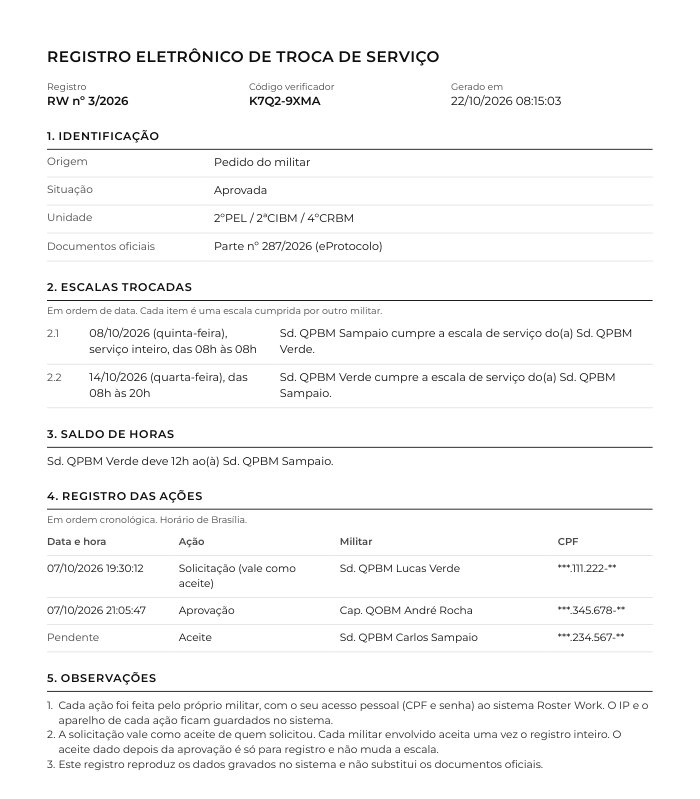 REGISTRO ELETRÔNICO DE TROCA DE SERVIÇO
Registro
RW nº 3/2026
Código verificador
K7Q2-9XMA
Gerado em
22/10/2026 08:15:03
1. IDENTIFICAÇÃO
Origem Pedido do militar
Situação Aprovada
Unidade 2ºPEL / 2ªCIBM / 4ºCRBM
Documentos oficiais Parte nº 287/2026 (eProtocolo)
2. ESCALAS TROCADAS
Em ordem de data. Cada item é uma escala cumprida por outro militar.
2.1 08/10/2026 (quinta-feira), serviço inteiro, das 08h às 08h
Sd. QPBM Sampaio cumpre a escala de serviço do(a) Sd. QPBM Verde.
2.2 14/10/2026 (quarta-feira), das 08h às 20h
Sd. QPBM Verde cumpre a escala de serviço do(a) Sd. QPBM Sampaio.
3. SALDO DE HORAS
Sd. QPBM Verde deve 12h ao(à) Sd. QPBM Sampaio.
4. REGISTRO DAS AÇÕES
Em ordem cronológica. Horário de Brasília.
Data e hora Ação Militar CPF
07/10/2026 19:30:12 Solicitação (vale como aceite) Sd. QPBM Lucas Verde ***.111.222-**
07/10/2026 21:05:47 Aprovação Cap. QOBM André Rocha ***.345.678-**
Pendente Aceite Sd. QPBM Carlos Sampaio ***.234.567-**
5. OBSERVAÇÕES
1. Cada ação foi feita pelo próprio militar, com o seu acesso pessoal (CPF e senha) ao sistema Roster Work. O IP e o
aparelho de cada ação ficam guardados no sistema.
2. A solicitação vale como aceite de quem solicitou. Cada militar envolvido aceita uma vez o registro inteiro. O
aceite dado depois da aprovação é só para registro e não muda a escala.
3. Este registro reproduz os dados gravados no sistema e não substitui os documentos oficiais.